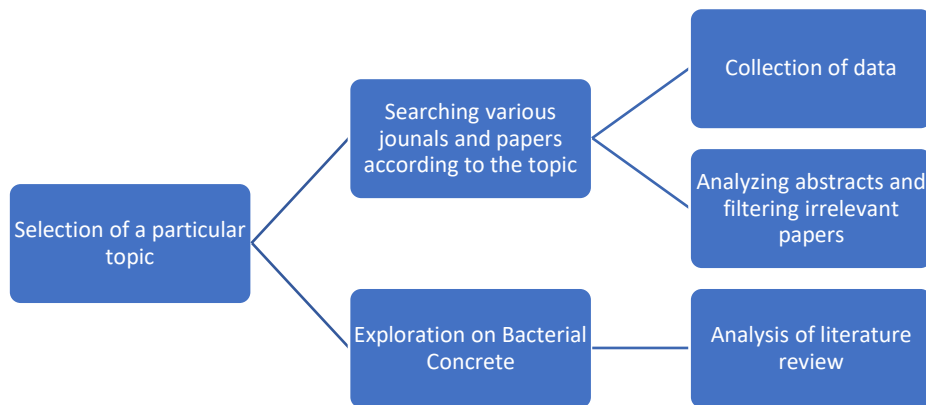 Selection of a particular
topic
Searching various
jounals and papers
according to the topic
Collection of data
Analyzing abstracts and
filtering irrelevant
papers
Exploration on Bacterial
Concrete
Analysis of literature
review